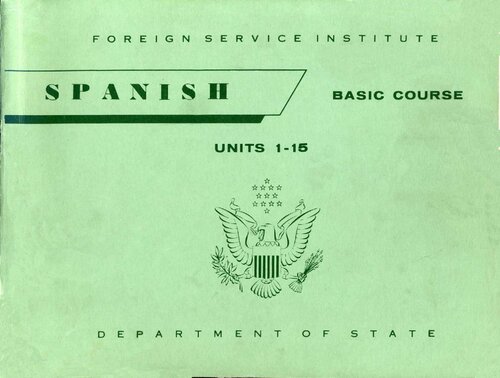 FOREIGN SERVICE INSTITUTE
SPANISH BASIC COURSE
UNITS 1-15
DEPARTMENT OF STATE